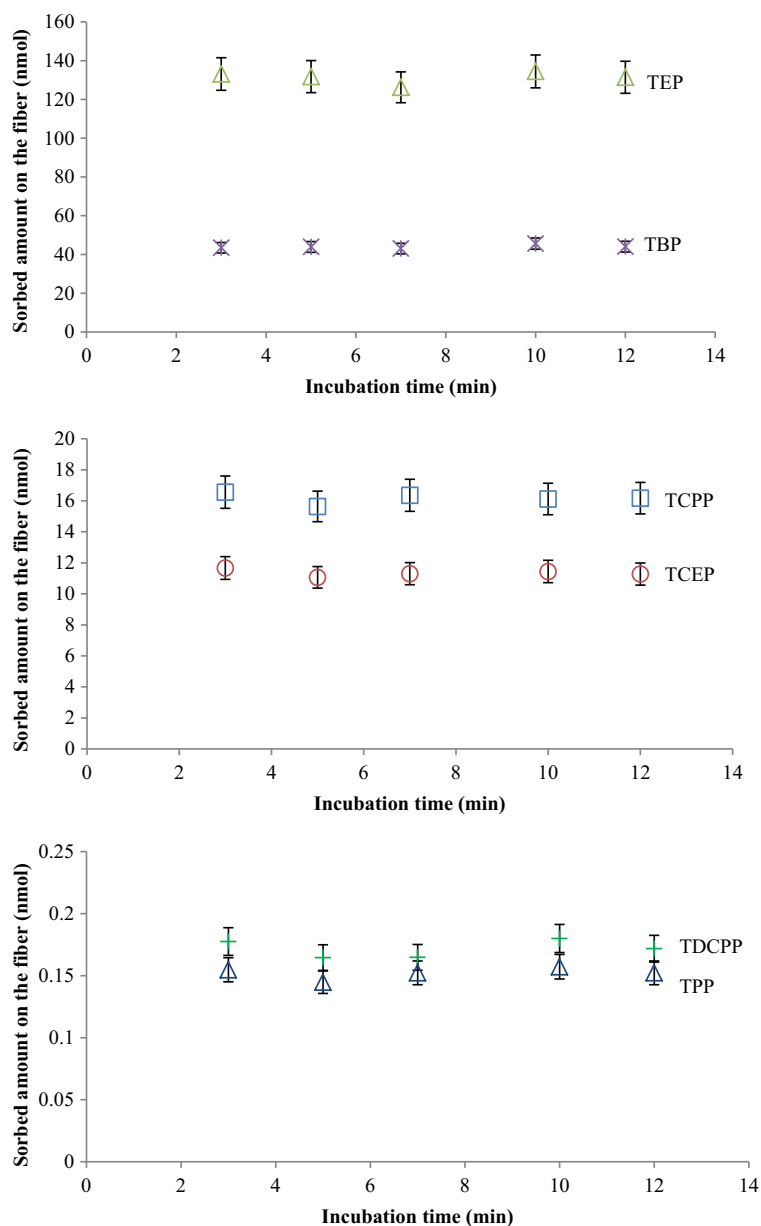 Sorbed amount on the fiber (nmol)
160
140
120
100
80
60
40
20
0
TEP
TBP
0 2 4 6 8 10 12 14
Incubation time (min)
Sorbed amount on the fiber (nmol)
20
18
16
14
12
10
8
6
4
2
0
TCPP
TCEP
0 2 4 6 8 10 12 14
Incubation time (min)
Sorbed amount on the fiber (nmol)
0.25
0.2
0.15
0.1
0.05
0
TDCPP
TPP
0 2 4 6 8 10 12 14
Incubation time (min)